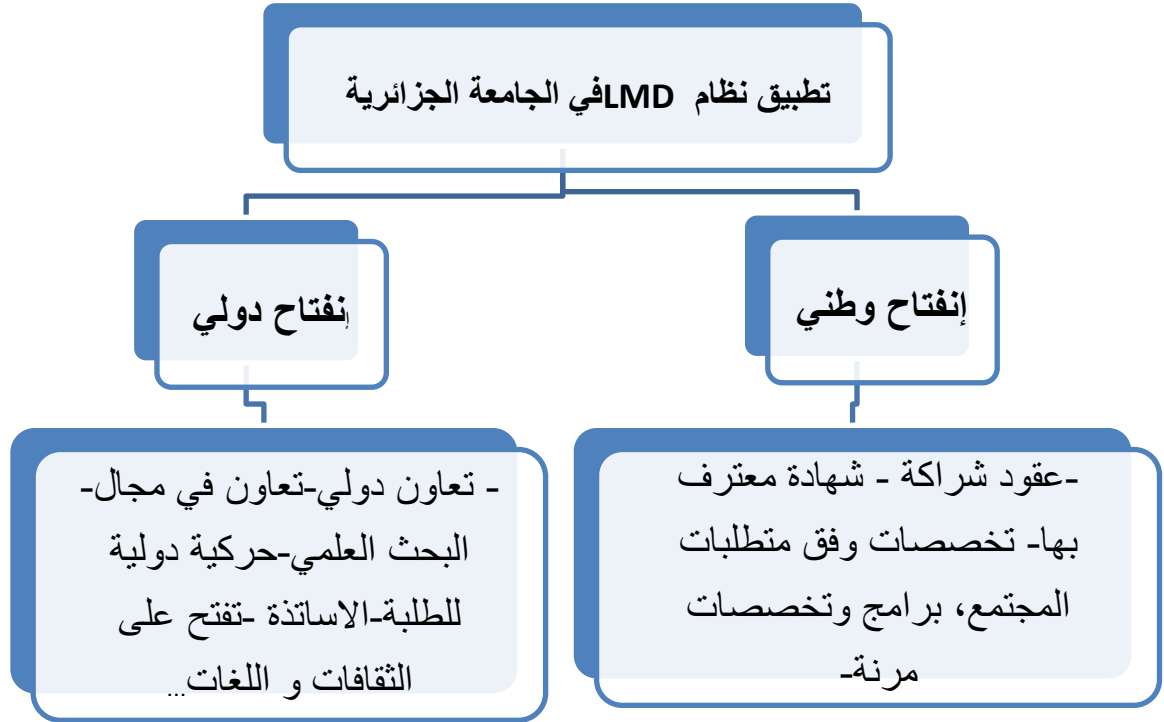 تطبيق نظام LMDفي الجامعة الجزائرية
إنفتاح وطني
إنفتاح دولي
-عقود شراكة - شهادة معترف
بها- تخصصات وفق متطلبات
المجتمع، برامج وتخصصات
مرنة-
- تعاون دولي-تعاون في مجال-
البحث العلمي-حركية دولية
للطلبة-الاساتذة -تفتح على
الثقافات و اللغات...